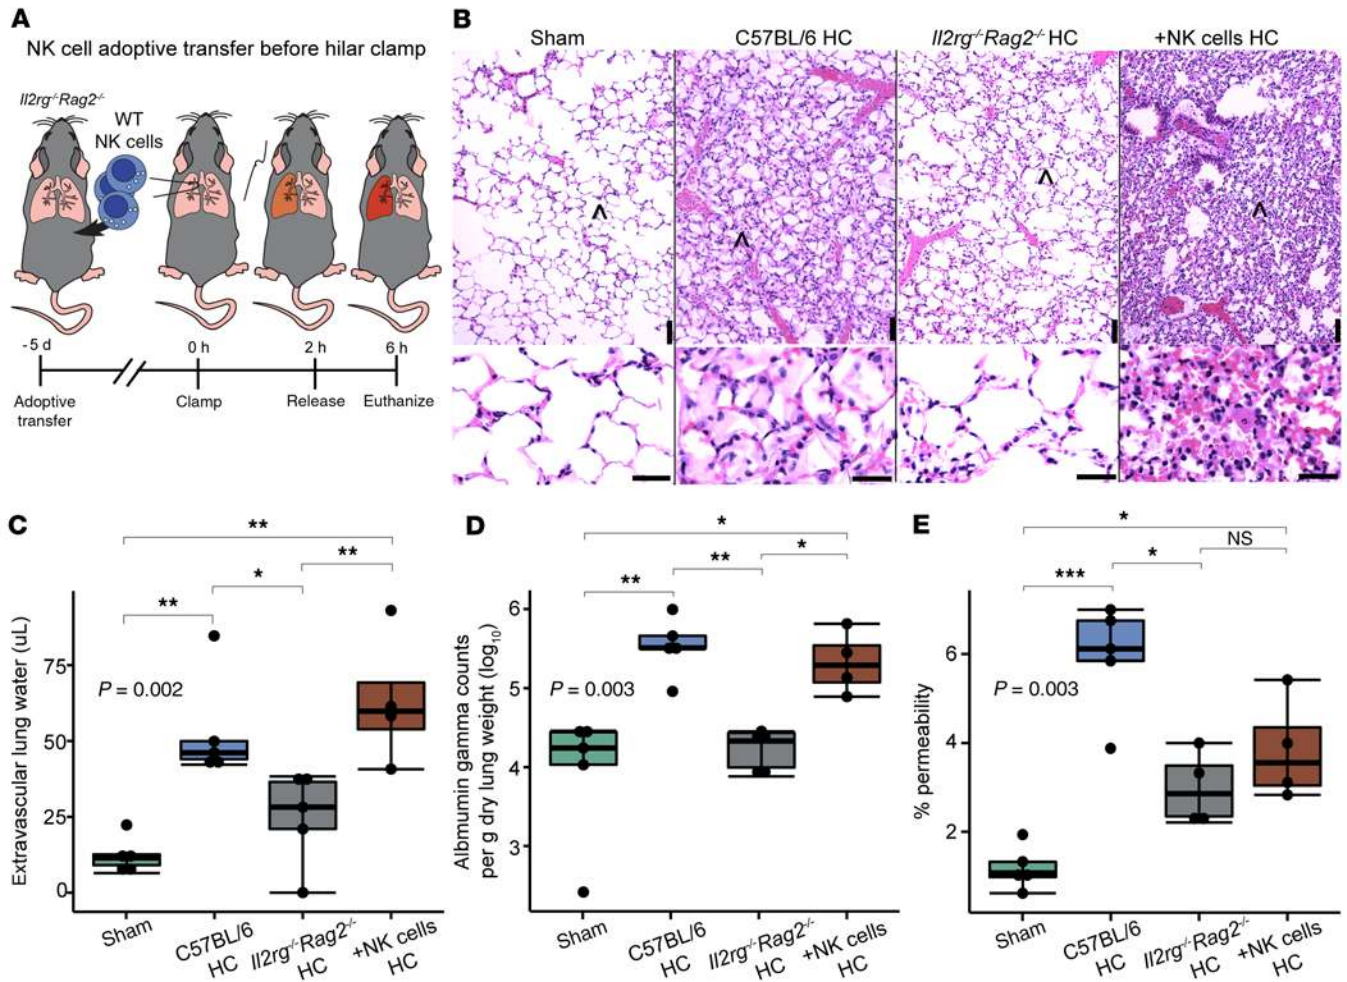 A
NK cell adoptive transfer before hilar clamp
Il2rg-/-Rag2-/-
WT
NK cells
-5 d
0 h
2 h
6 h
Adoptive
transfer
Clamp
Release
Euthanize
B
Sham
C57BL/6 HC
Il2rg-/-Rag2-/- HC
+NK cells HC
^
^
^
^
C
**
**
*
**
Extravascular lung water (uL)
75
50
25
0
P = 0.002
Sham
C57BL/6
HC
Il2rg-/-Rag2-/-
HC
+NK cells
HC
D
*
*
**
**
Albmumin gamma counts
per g dry lung weight (log10)
6
5
4
3
P = 0.003
Sham
C57BL/6
HC
Il2rg-/-Rag2-/-
HC
+NK cells
HC
E
*
NS
*
***
% permeability
6
4
2
P = 0.003
Sham
C57BL/6
HC
Il2rg-/-Rag2-/-
HC
+NK cells
HC